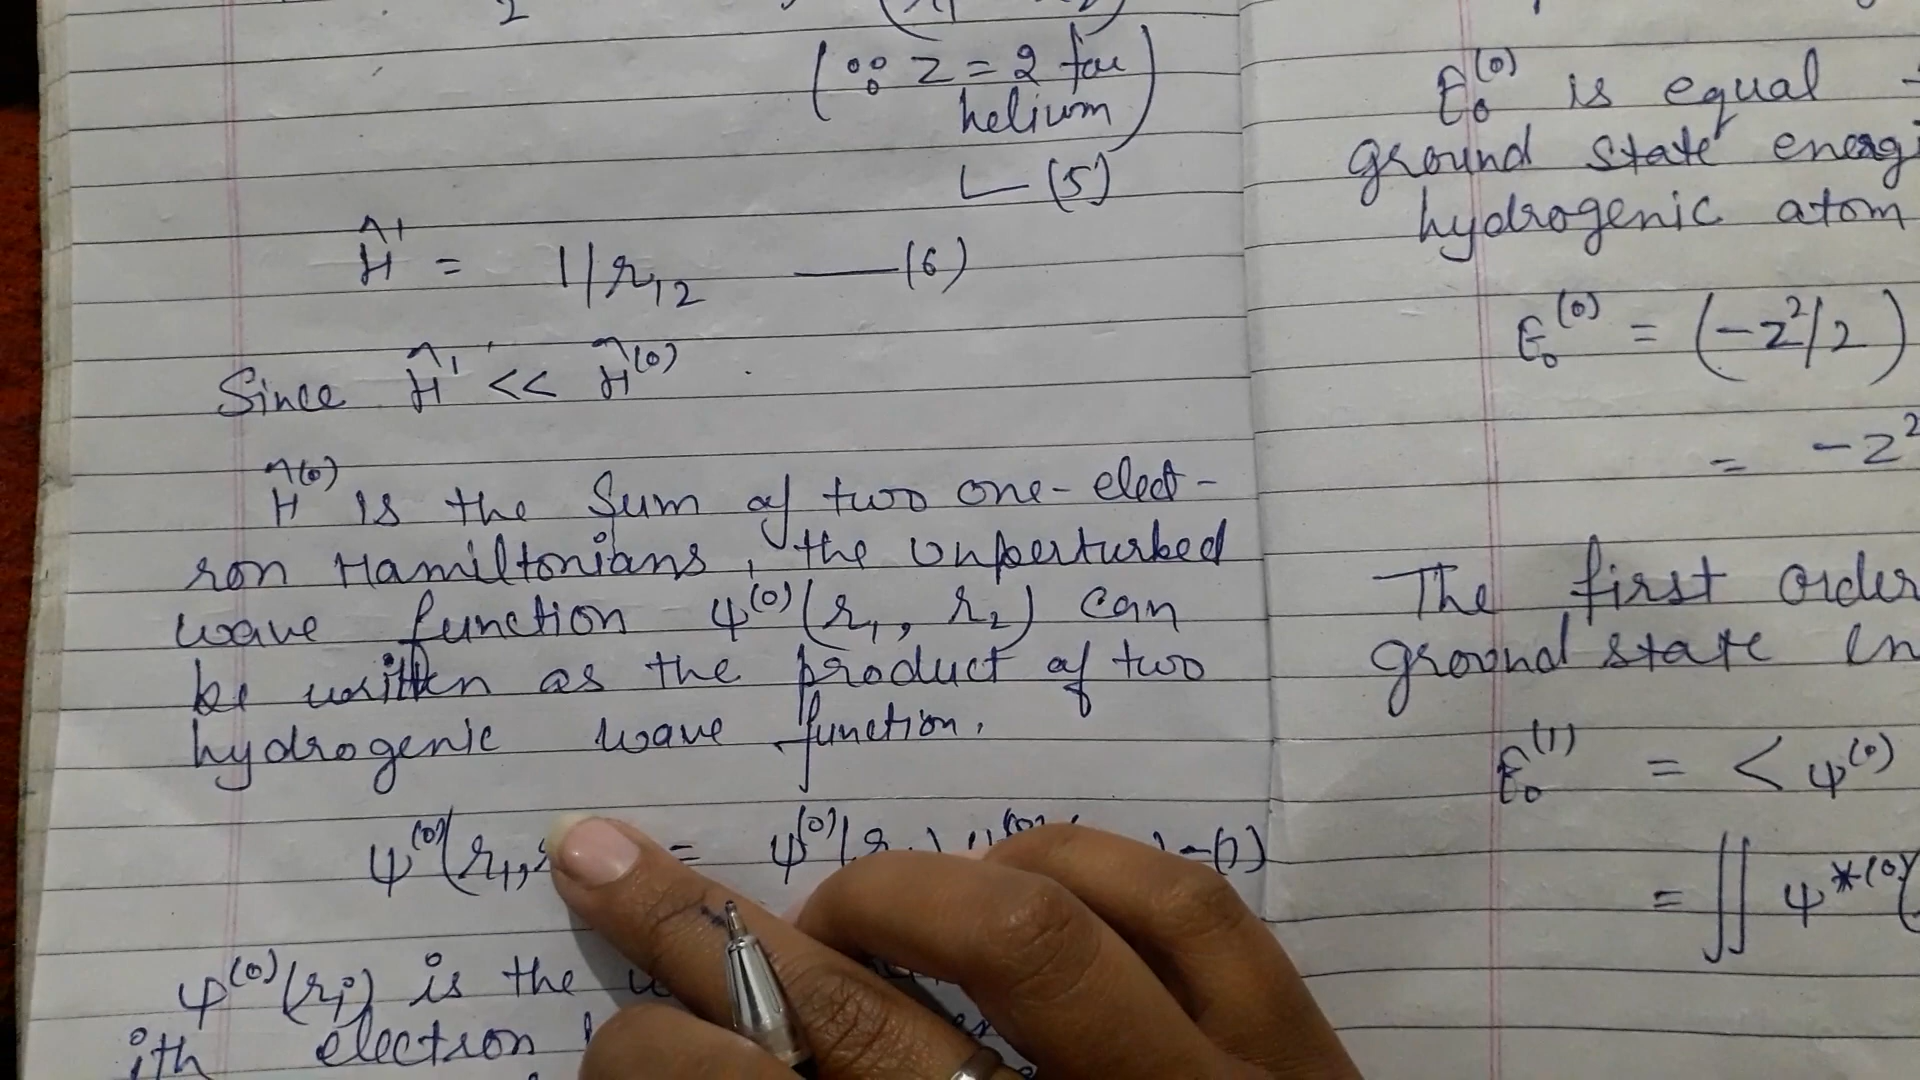 2
(∵ Z = 2 for
helium)
(5)
Ĥ' = 1/r₁₂ —(6)
Since Ĥ' << Ĥ⁽⁰⁾
Ĥ⁽⁰⁾ is the sum of two one-elect-
ron Hamiltonians, the unperturbed
wave function ψ⁽⁰⁾(r₁, r₂) can
be written as the product of two
hydrogenic wave function.
ψ⁽⁰⁾(r₁, = ψ⁽⁰⁾(r
ψ⁽⁰⁾(ri) is the
ith electron
E₀⁽⁰⁾ is equal
ground state
hydrogenic atom
E₀⁽⁰⁾ = (-Z²/2)
= -Z²
The first order
ground state
E₀⁽¹⁾ = <ψ⁽⁰⁾
= ∫∫ ψ*⁽⁰⁾(